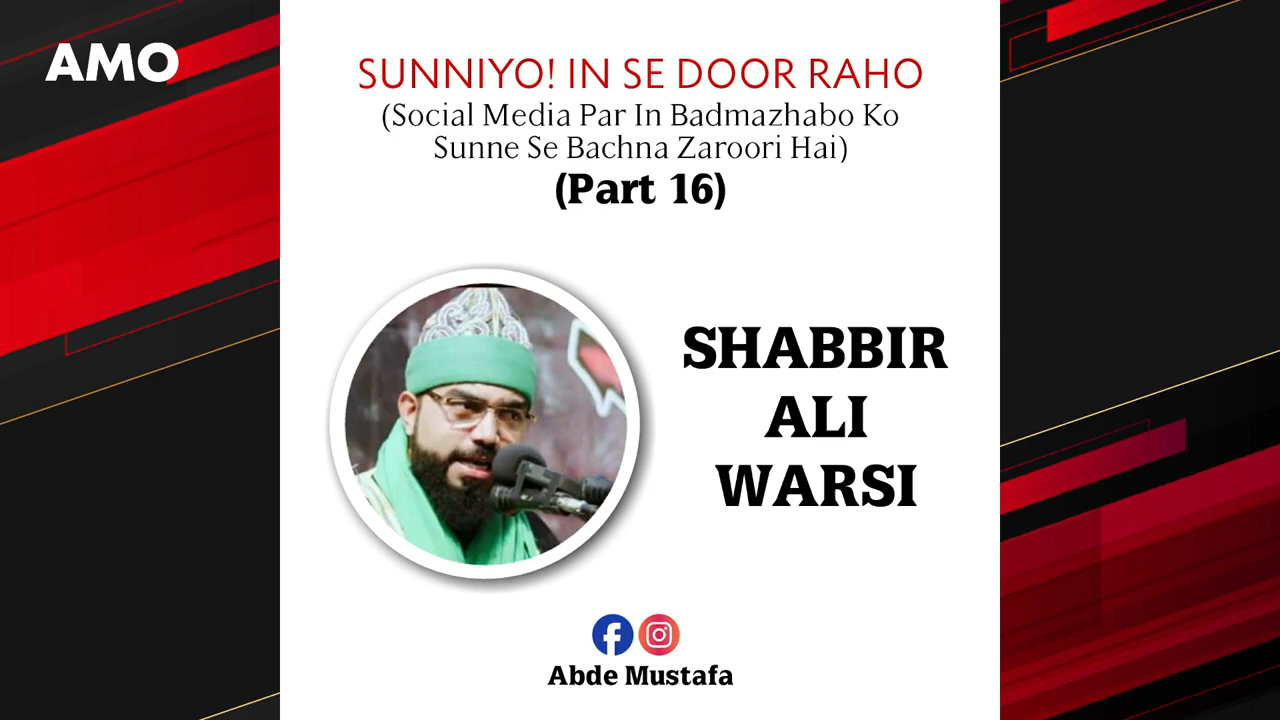 AMO
SUNNIYO! IN SE DOOR RAHO
(Social Media Par In Badmazhabo Ko
Sunne Se Bachna Zaroori Hai)
(Part 16)
SHABBIR
ALI
WARSI
Abde Mustafa